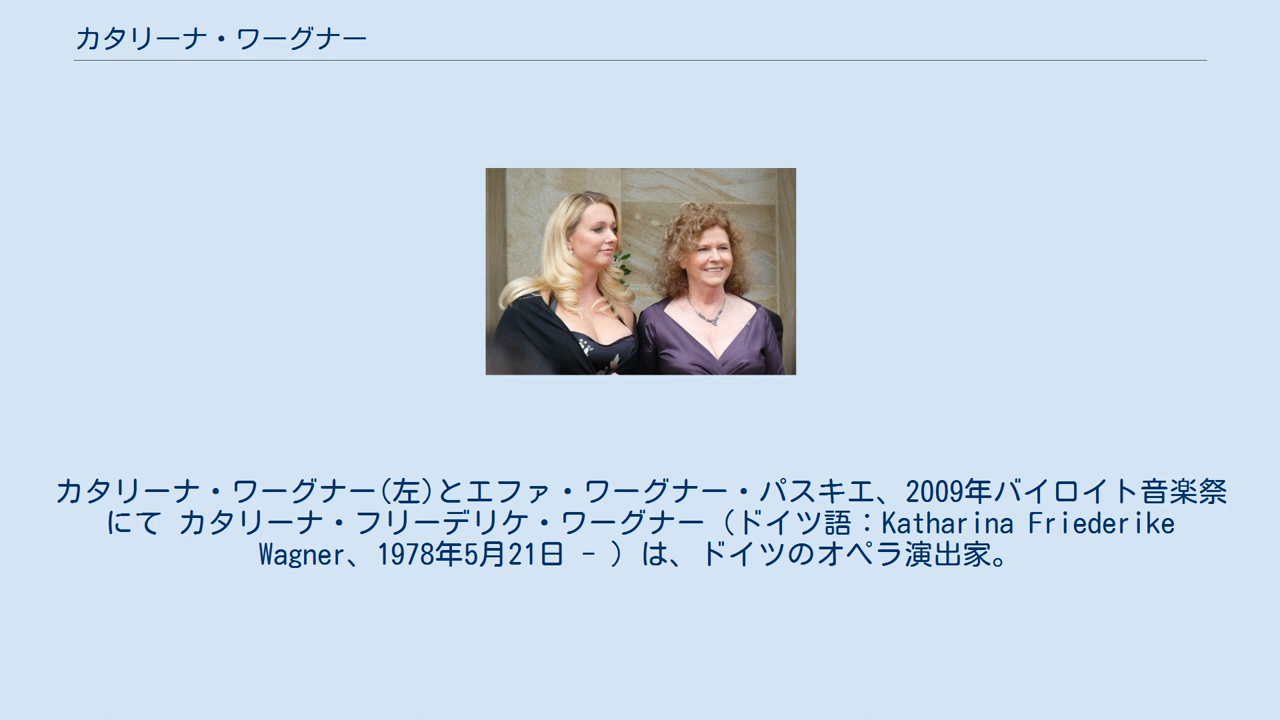 カタリーナ・ワーグナー
カタリーナ・ワーグナー(左)とエファ・ワーグナー・パスキエ、2009年バイロイト音楽祭
にて カタリーナ・フリーデリケ・ワーグナー（ドイツ語：Katharina Friederike
Wagner、1978年5月21日 - ）は、ドイツのオペラ演出家。